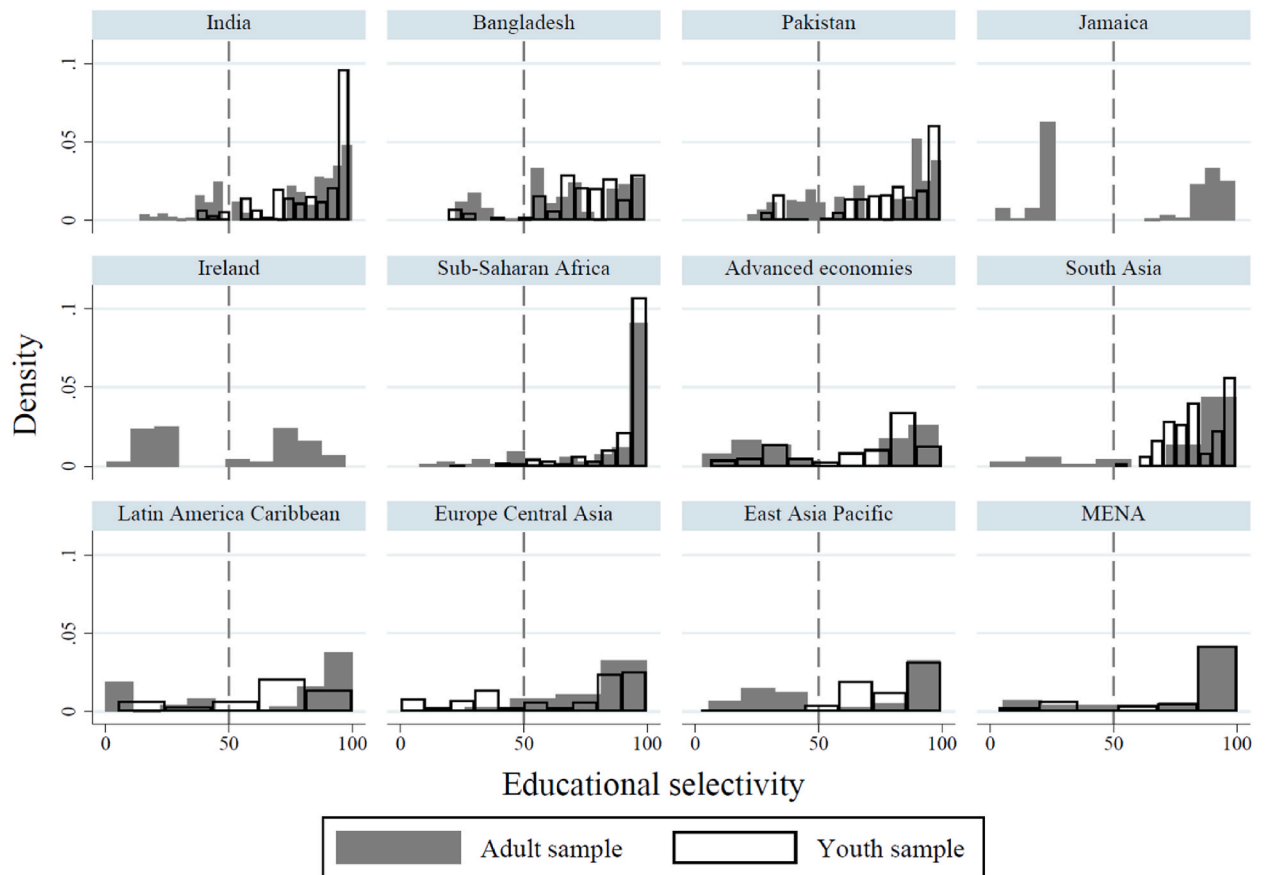 India Bangladesh Pakistan Jamaica
.1
.05
0
Ireland Sub-Saharan Africa Advanced economies South Asia
.1
.05
0
Density
Latin America Caribbean Europe Central Asia East Asia Pacific MENA
.1
.05
0
0 50 100 0 50 100 0 50 100 0 50 100
Educational selectivity
Adult sample Youth sample